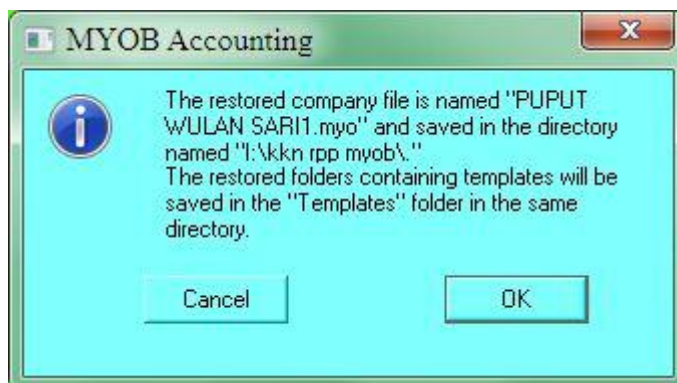 MYOB Accounting
The restored company file is named "PUPUT
WULAN SARI1.myo" and saved in the directory
named "I:\kkn rpp myob\."
The restored folders containing templates will be
saved in the "Templates" folder in the same
directory.
Cancel
OK